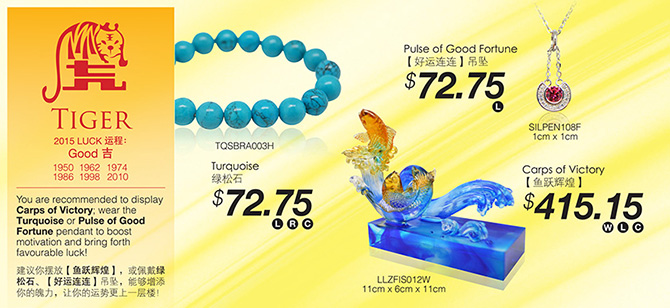 TIGER
2015 LUCK 运程:
Good 吉
1950 1962 1974
1986 1998 2010
You are recommended to display
Carps of Victory; wear the
Turquoise or Pulse of Good
Fortune pendant to boost
motivation and bring forth
favourable luck!
建议你摆放【鱼跃辉煌】，或佩戴绿
松石、【好运连连】吊坠，能够增添
你的魄力，让你的运势更上一层楼!
TQSBRA003H
Turquoise
绿松石
$72.75
L R C
Pulse of Good Fortune
【好运连连】吊坠
$72.75
L
SILPEN108F
1cm x 1cm
Carps of Victory
【鱼跃辉煌】
$415.15
W L C
LLZFIS012W
11cm x 6cm x 11cm